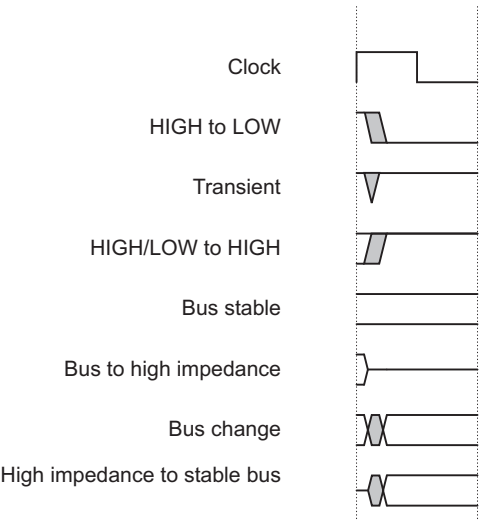 Clock
HIGH to LOW
Transient
HIGH/LOW to HIGH
Bus stable
Bus to high impedance
Bus change
High impedance to stable bus